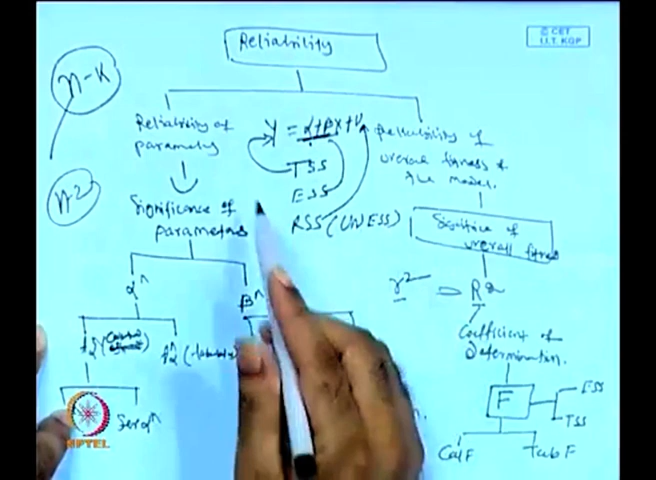 Reliability
© CET
I.I.T. KGP
n-k
Reliability of
parameters
Y = α+βX+U
TSS
ESS
RSS (UNESS)
Reliability of
overall fitness of
the model.
n-2
Significance of
parameters
Significance of
overall fitness
α^
β^
r² = R²
Coefficient of
determination.
F
ESS
TSS
Cal F
Tab F
NPTEL